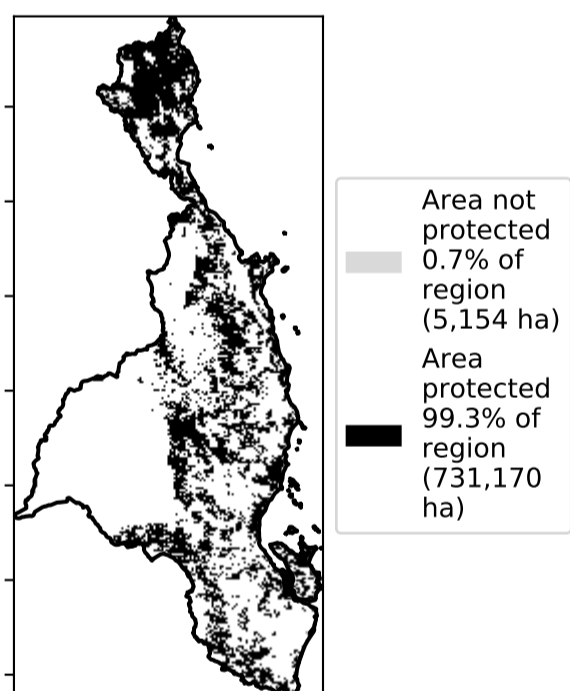 Area not
protected
0.7% of
region
(5,154 ha)
Area
protected
99.3% of
region
(731,170
ha)